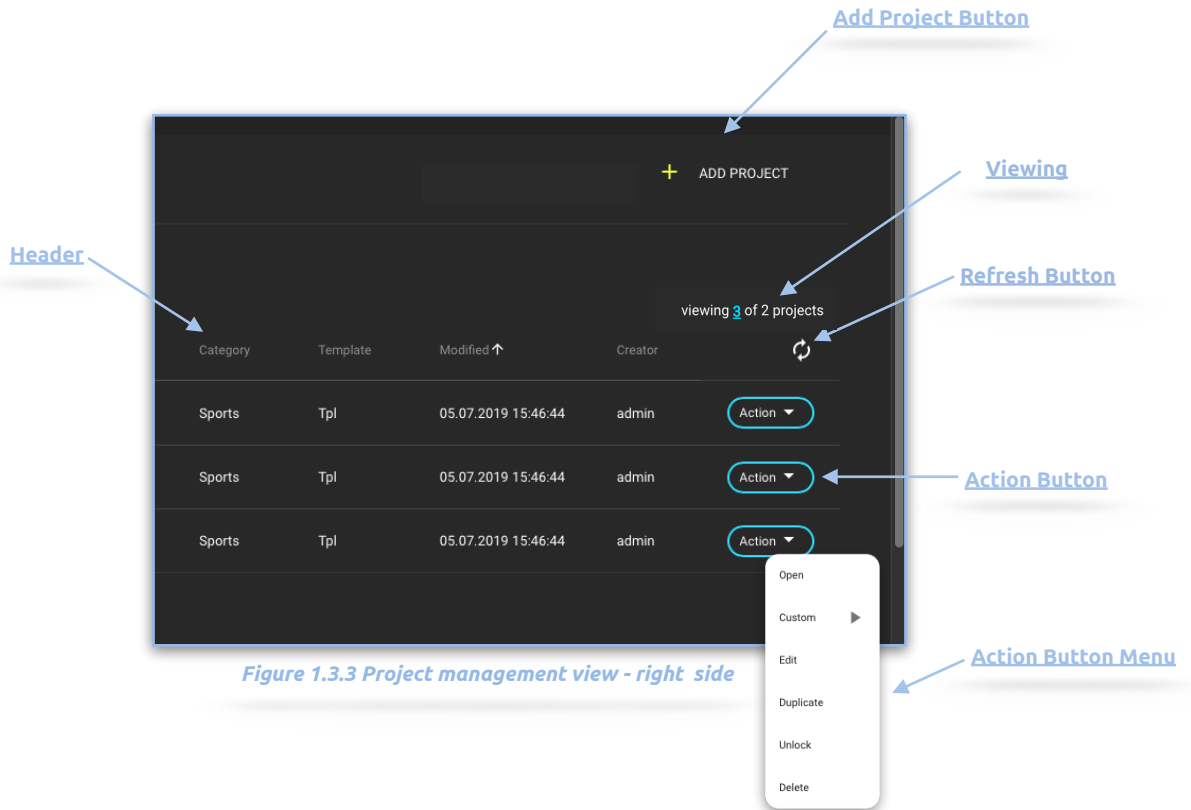 Add Project Button
+ ADD PROJECT
Viewing
Header
Refresh Button
viewing 3 of 2 projects
Category Template Modified Creator
Sports Tpl 05.07.2019 15:46:44 admin Action
Sports Tpl 05.07.2019 15:46:44 admin Action
Action Button
Sports Tpl 05.07.2019 15:46:44 admin Action
Open
Custom
Edit
Action Button Menu
Figure 1.3.3 Project management view - right side
Duplicate
Unlock
Delete